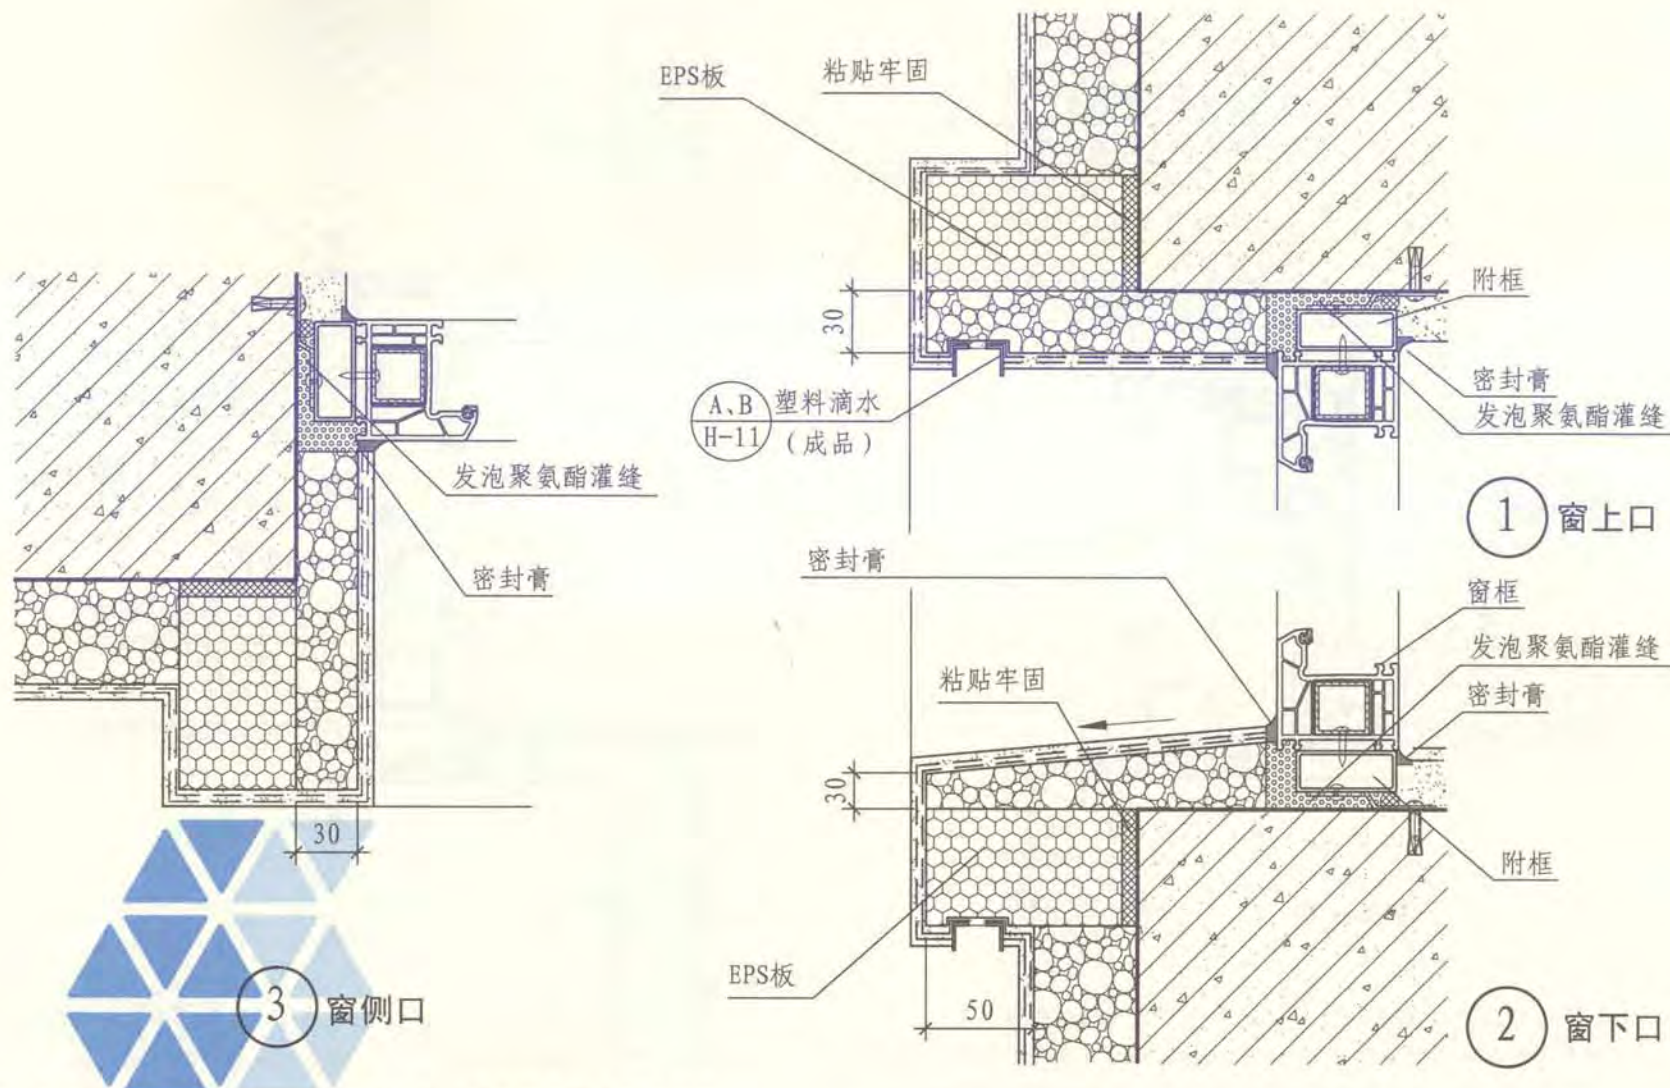 EPS板
粘贴牢固
30
附框
密封膏
发泡聚氨酯灌缝
A、B
H-11
塑料滴水
(成品)
1 窗上口
发泡聚氨酯灌缝
密封膏
30
3 窗侧口
密封膏
窗框
发泡聚氨酯灌缝
密封膏
粘贴牢固
30
附框
EPS板
50
2 窗下口